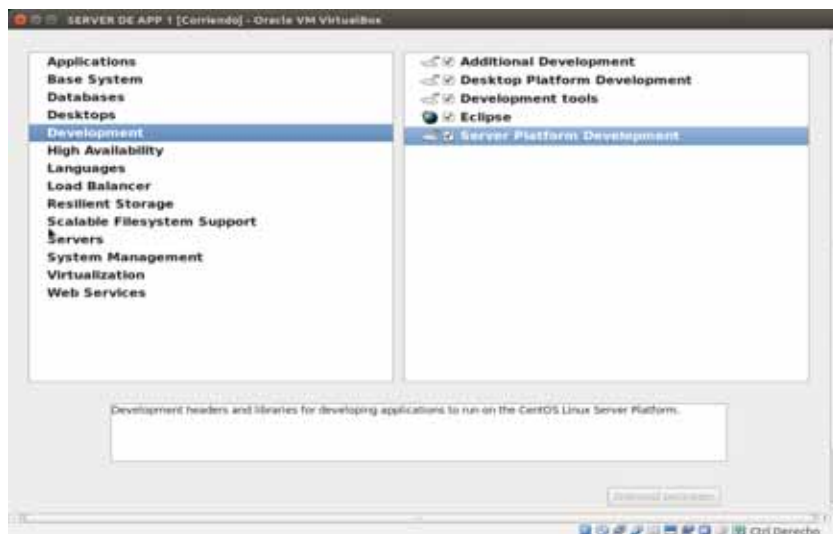 SERVER DE APP 1 [Corriendo] - Oracle VM VirtualBox
Applications
Base System
Databases
Desktops
Development
High Availability
Languages
Load Balancer
Resilient Storage
Scalable Filesystem Support
Servers
System Management
Virtualization
Web Services
Additional Development
Desktop Platform Development
Development tools
Eclipse
Server Platform Development
Development headers and libraries for developing applications to run on the CentOS Linux Server Platform.
Optional packages
Ctrl Derecho